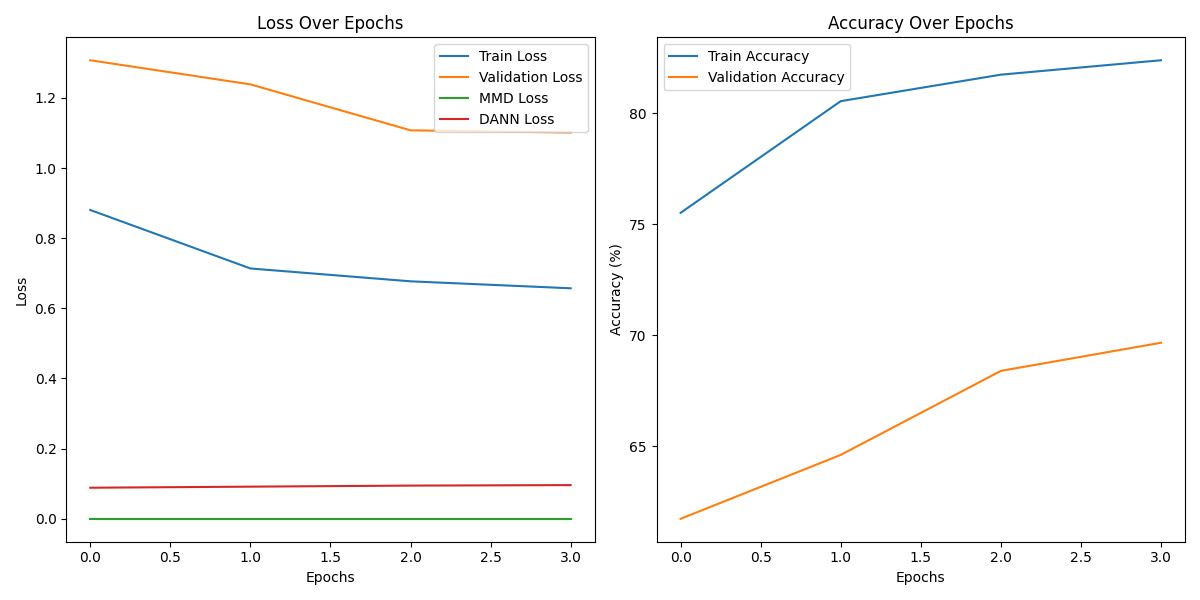 Loss Over Epochs
Train Loss
Validation Loss
MMD Loss
DANN Loss
1.2
1.0
0.8
0.6
0.4
0.2
0.0
Loss
0.0 0.5 1.0 1.5 2.0 2.5 3.0
Epochs
Accuracy Over Epochs
Train Accuracy
Validation Accuracy
80
75
70
65
Accuracy (%)
0.0 0.5 1.0 1.5 2.0 2.5 3.0
Epochs